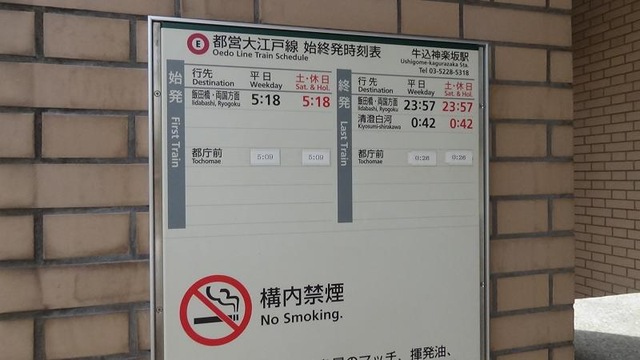 E 都営大江戸線 始終発時刻表
Oedo Line Train Schedule
牛込神楽坂駅
Ushigome-kagurazaka Sta.
Tel 03-5228-5318
始発 First Train
行先 平日 土・休日
Destination Weekday Sat. & Hol.
飯田橋・両国方面 5:18 5:18
Iidabashi, Ryogoku
都庁前 5:09 5:09
Tochomae
終発 Last Train
行先 平日 土・休日
Destination Weekday Sat. & Hol.
飯田橋・両国方面 23:57 23:57
Iidabashi, Ryogoku
清澄白河 0:42 0:42
Kiyosumi-shirakawa
都庁前 0:26 0:26
Tochomae
構内禁煙
No Smoking.
のマッチ、揮発油、